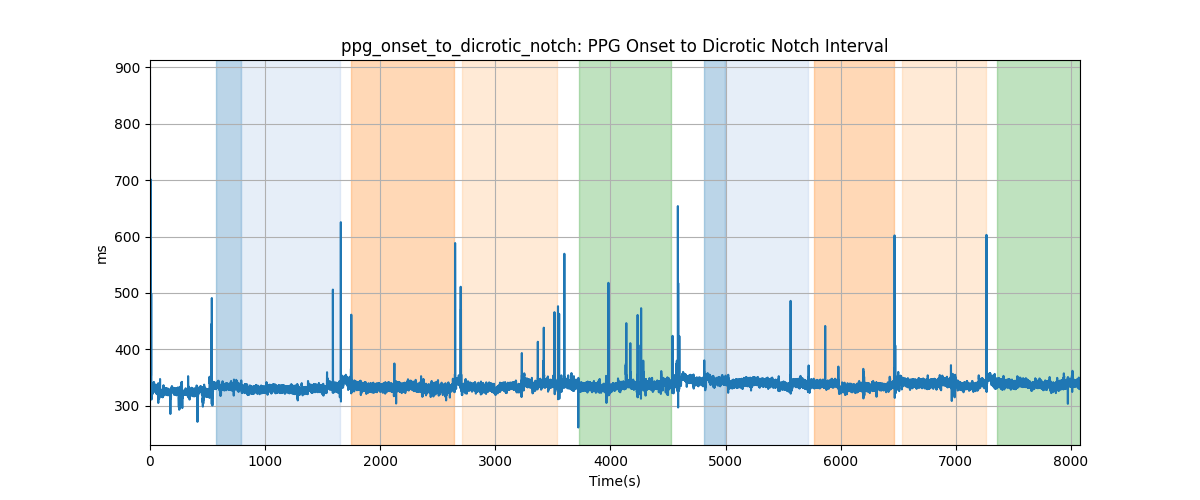 ppg_onset_to_dicrotic_notch: PPG Onset to Dicrotic Notch Interval
900
800
700
600
500
400
300
ms
0 1000 2000 3000 4000 5000 6000 7000 8000
Time(s)